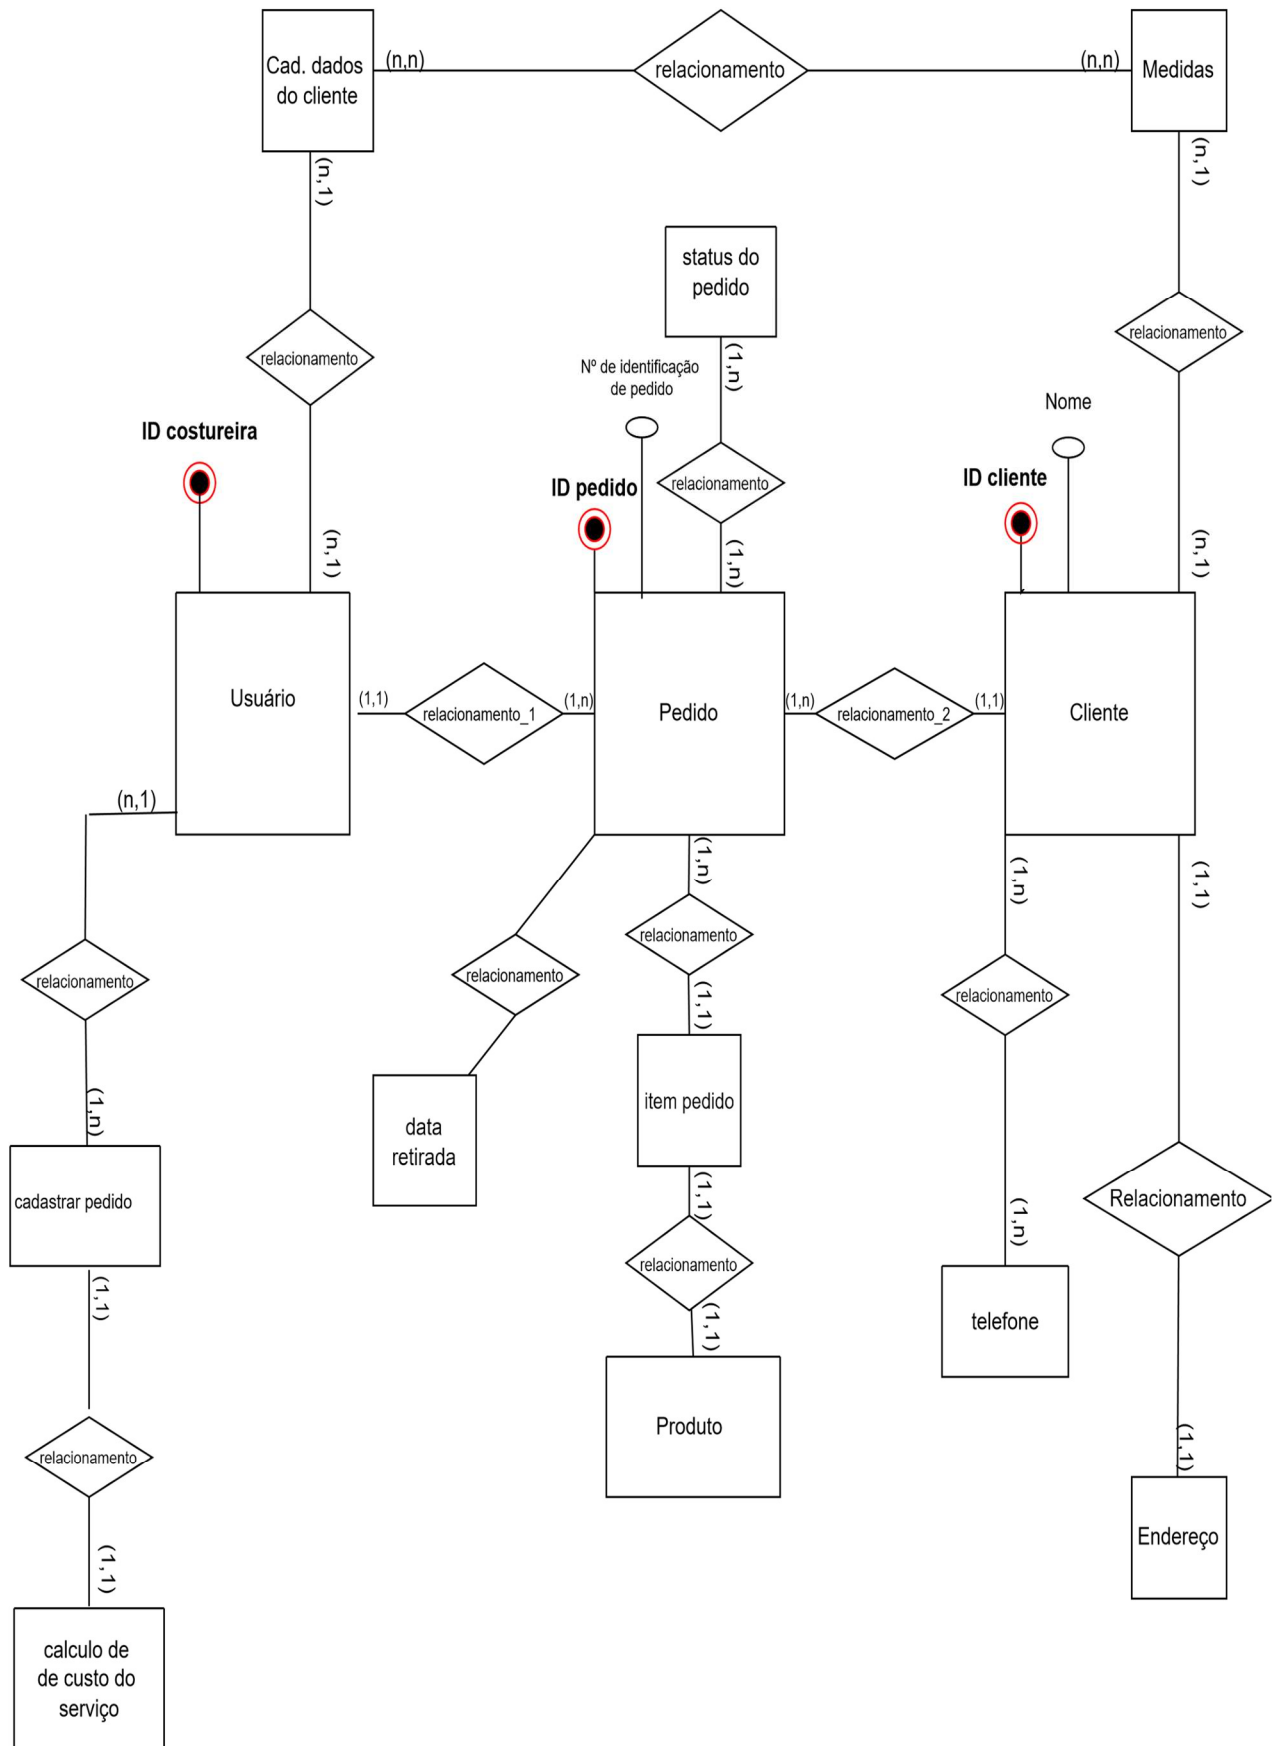 Cad. dados
do cliente
(n,n)
relacionamento
(n,n)
Medidas
(n,1)
(n,1)
status do
pedido
relacionamento
(1,n)
Nº de identificação
de pedido
relacionamento
Nome
ID costureira
ID pedido
relacionamento
ID cliente
(n,1)
(1,n)
(n,1)
Usuário
(1,1)
relacionamento_1
(1,n)
Pedido
(1,n)
relacionamento_2
(1,1)
Cliente
(n,1)
(1,n)
(1,n)
(1,1)
relacionamento
relacionamento
relacionamento
relacionamento
(1,1)
(1,n)
item pedido
data
retirada
cadastrar pedido
(1,1)
Relacionamento
(1,n)
(1,1)
relacionamento
(1,1)
telefone
Produto
(1,1)
relacionamento
Endereço
(1,1)
calculo de
de custo do
serviço